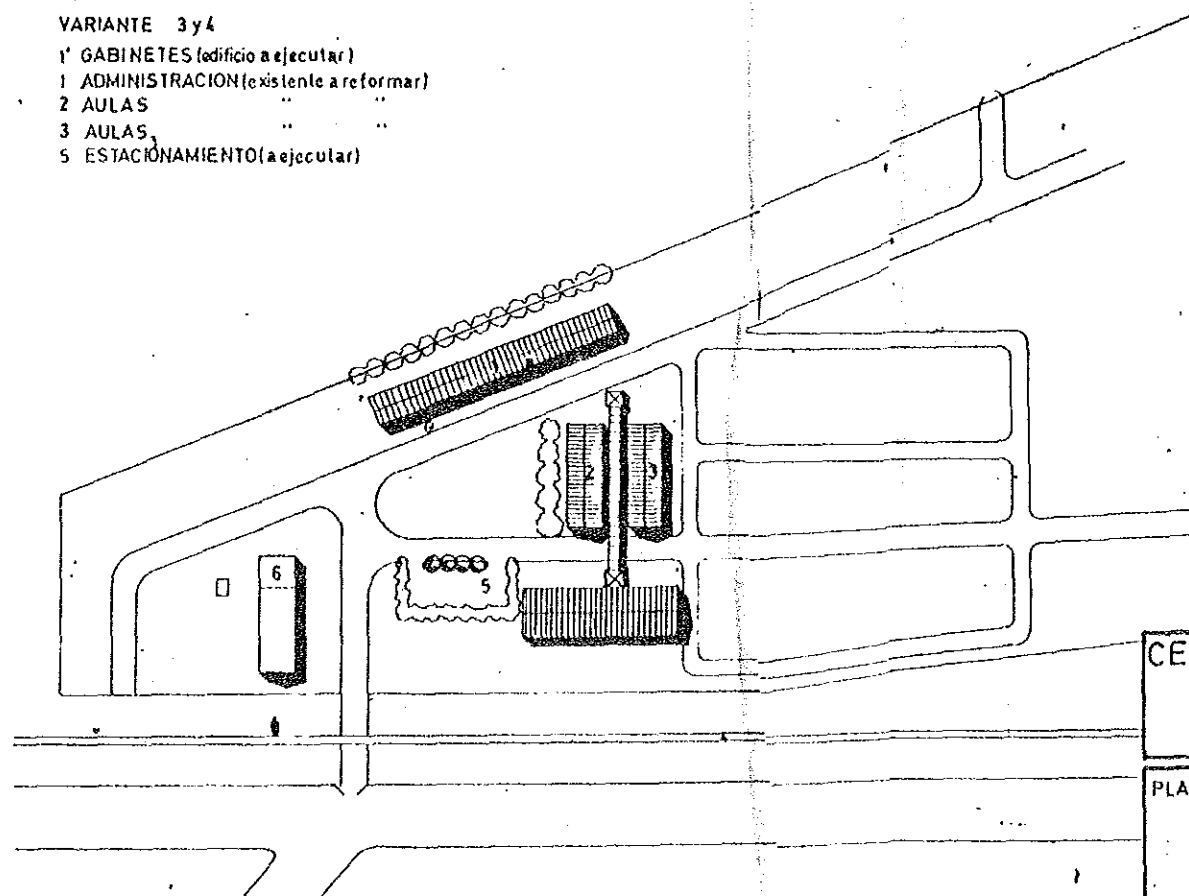 VARIANTE 3 y 4
1' GABINETES (edificio a ejecutar)
1 ADMINISTRACION (existente a reformar)
2 AULAS " "
3 AULAS " "
5 ESTACIONAMIENTO (a ejecutar)
2
3
6
5
CE
PLA